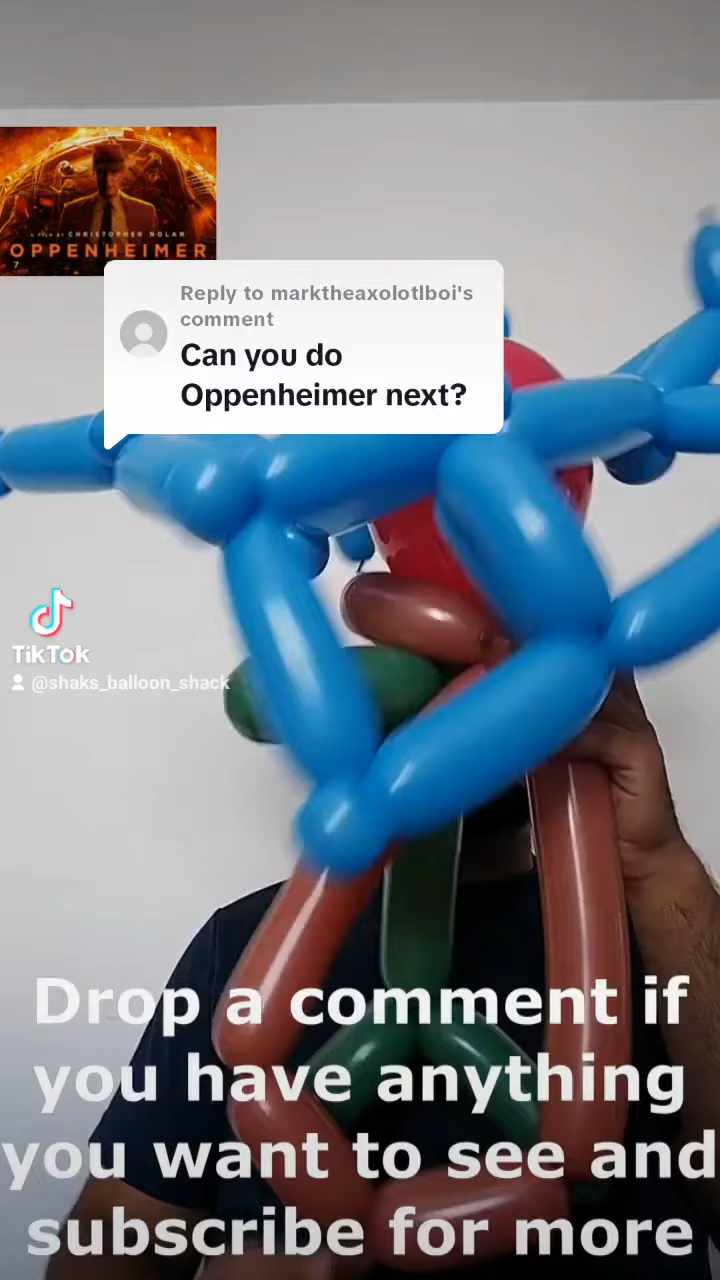 A FILM BY CHRISTOPHER NOLAN
OPPENHEIMER
7
Reply to marktheaxolotlboi's
comment
Can you do
Oppenheimer next?
TikTok
@shaks_balloon_shack
Drop a comment if
you have anything
you want to see and
subscribe for more